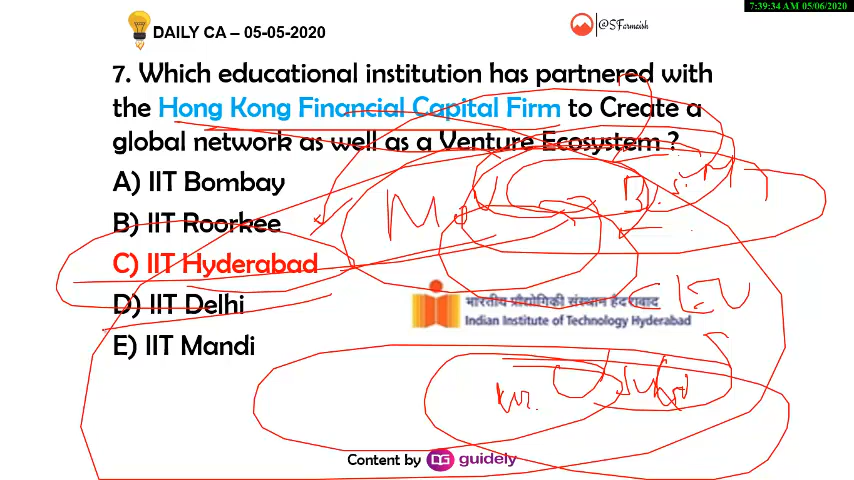 7:39:34 AM 05/06/2020
DAILY CA – 05-05-2020
@SFarmaish
7. Which educational institution has partnered with
the Hong Kong Financial Capital Firm to Create a
global network as well as a Venture Ecosystem ?
A) IIT Bombay
B) IIT Roorkee
C) IIT Hyderabad
D) IIT Delhi
E) IIT Mandi
भारतीय प्रौद्योगिकी संस्थान हैदराबाद
Indian Institute of Technology Hyderabad
Content by guidely